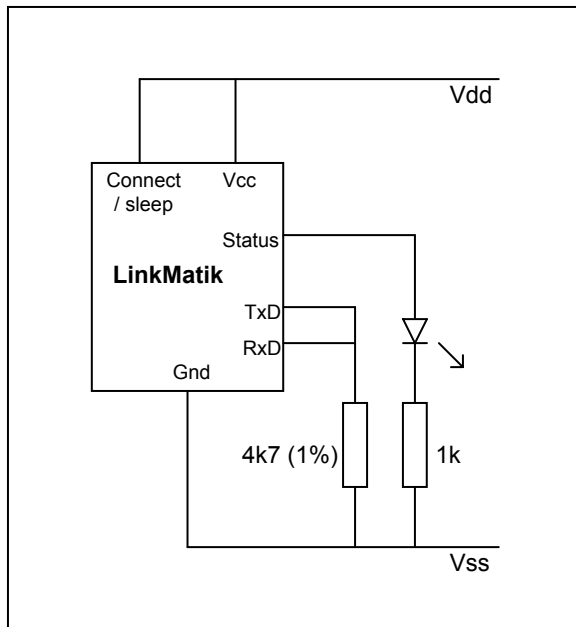 Vdd
Connect
/ sleep
Vcc
Status
LinkMatik
TxD
RxD
Gnd
4k7 (1%)
1k
Vss